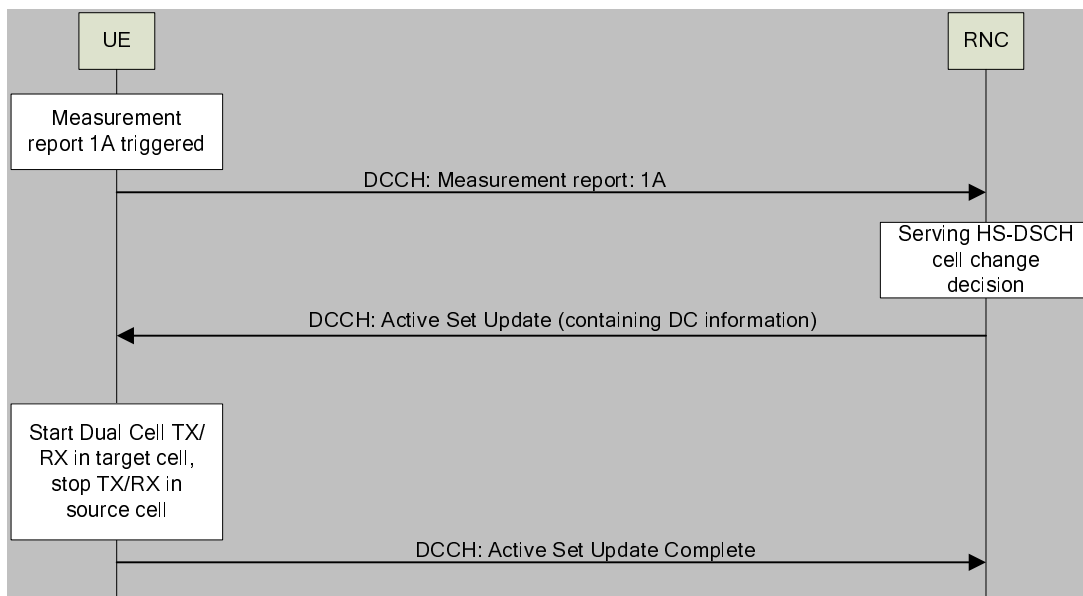 UE
RNC
Measurement
report 1A triggered
DCCH: Measurement report: 1A
Serving HS-DSCH
cell change
decision
DCCH: Active Set Update (containing DC information)
Start Dual Cell TX/
RX in target cell,
stop TX/RX in
source cell
DCCH: Active Set Update Complete